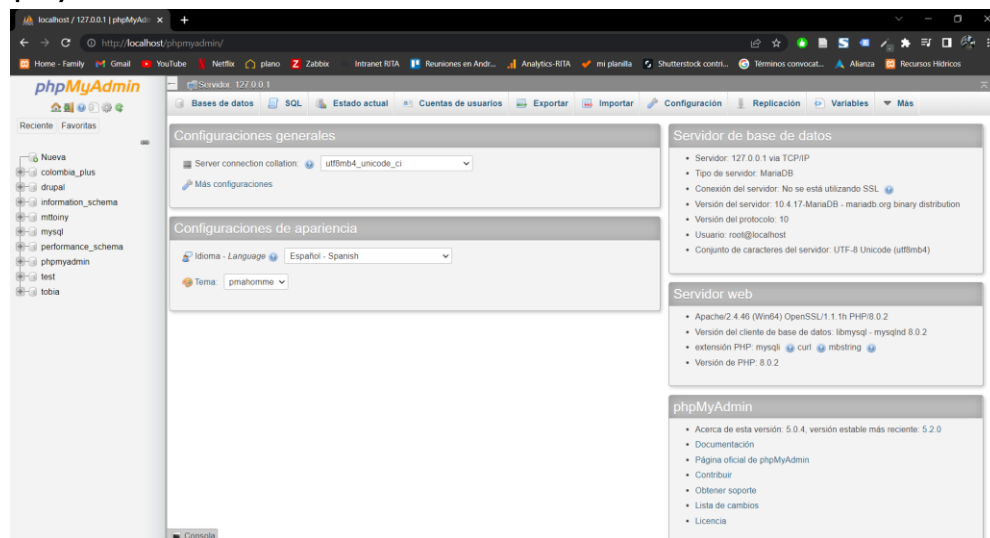 localhost / 127.0.0.1 | phpMyAdm
http://localhost/phpmyadmin/
Home - Family
Gmail
YouTube
Netflix
plano
Zabbix
Intranet RITA
Reuniones en Andr...
Analytics-RITA
mi planilla
Shutterstock contri...
Términos convocat...
Alianza
Recursos Hídricos
phpMyAdmin
Reciente Favoritas
Nueva
colombia_plus
drupal
information_schema
mttoiny
mysql
performance_schema
phpmyadmin
test
tobia
Servidor: 127.0.0.1
Bases de datos
SQL
Estado actual
Cuentas de usuarios
Exportar
Importar
Configuración
Replicación
Variables
Más
Configuraciones generales
Server connection collation: utf8mb4_unicode_ci
Más configuraciones
Configuraciones de apariencia
Idioma - Language Español - Spanish
Tema: pmahomme
Servidor de base de datos
Servidor: 127.0.0.1 via TCP/IP
Tipo de servidor: MariaDB
Conexión del servidor: No se está utilizando SSL
Versión del servidor: 10.4.17-MariaDB - mariadb.org binary distribution
Versión del protocolo: 10
Usuario: root@localhost
Conjunto de caracteres del servidor: UTF-8 Unicode (utf8mb4)
Servidor web
Apache/2.4.46 (Win64) OpenSSL/1.1.1h PHP/8.0.2
Versión del cliente de base de datos: libmysql - mysqlnd 8.0.2
extensión PHP: mysqli curl mbstring
Versión de PHP: 8.0.2
phpMyAdmin
Acerca de esta versión: 5.0.4, versión estable más reciente: 5.2.0
Documentación
Página oficial de phpMyAdmin
Contribuir
Obtener soporte
Lista de cambios
Licencia
Consola